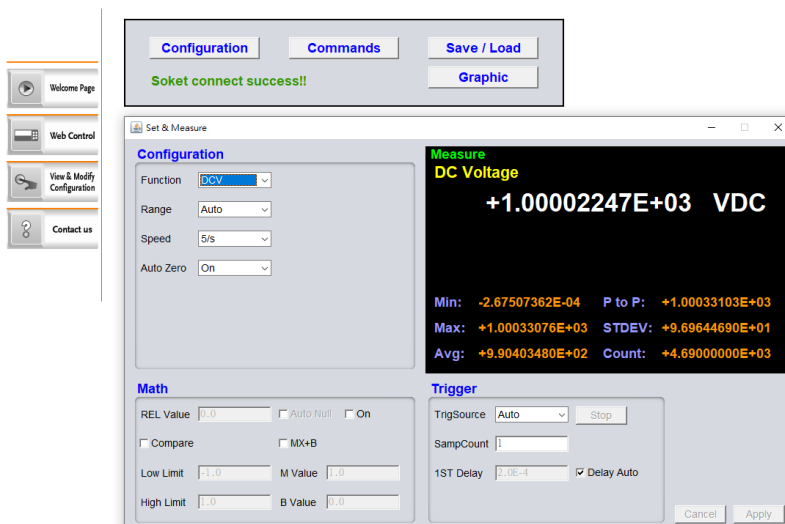 Configuration Commands Save / Load
Soket connect success!! Graphic
Welcome Page
Web Control
View & Modify
Configuration
Contact us
Set & Measure
Configuration
Function DCV
Range Auto
Speed 5/s
Auto Zero On
Measure
DC Voltage
+1.00002247E+03 VDC
Min: -2.67507362E-04 P to P: +1.00033103E+03
Max: +1.00033076E+03 STDEV: +9.69644690E+01
Avg: +9.90403480E+02 Count: +4.69000000E+03
Math
REL Value 0.0 Auto Null On
Compare MX+B
Low Limit -1.0 M Value 1.0
High Limit 1.0 B Value 0.0
Trigger
TrigSource Auto Stop
SampCount 1
1ST Delay 2.0E-4 Delay Auto
Cancel Apply